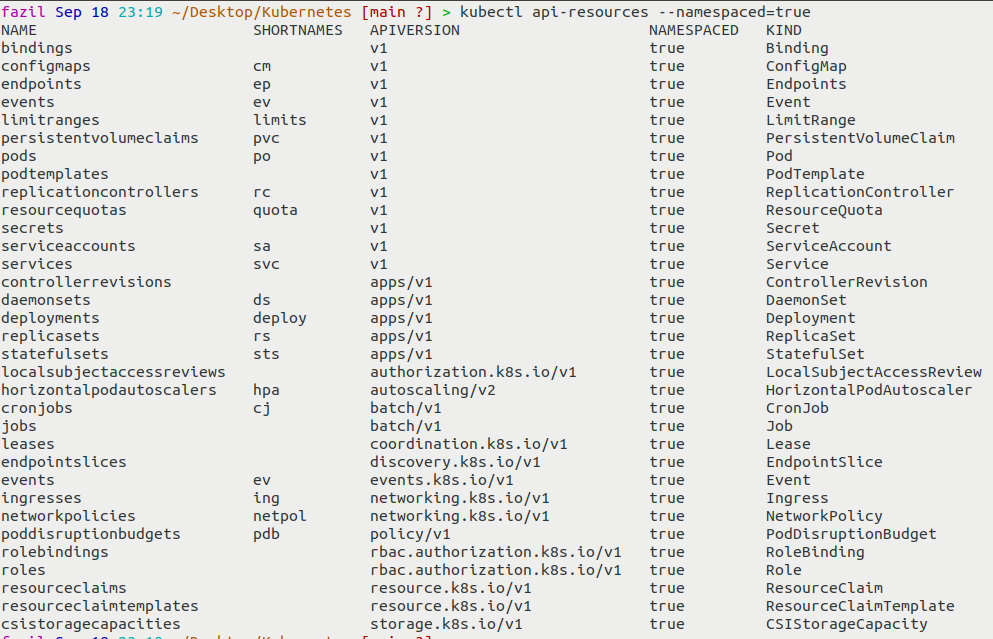 fazil Sep 18 23:19 ~/Desktop/Kubernetes [main ?] > kubectl api-resources --namespaced=true
NAME SHORTNAMES APIVERSION NAMESPACED KIND
bindings v1 true Binding
configmaps cm v1 true ConfigMap
endpoints ep v1 true Endpoints
events ev v1 true Event
limitranges limits v1 true LimitRange
persistentvolumeclaims pvc v1 true PersistentVolumeClaim
pods po v1 true Pod
podtemplates v1 true PodTemplate
replicationcontrollers rc v1 true ReplicationController
resourcequotas quota v1 true ResourceQuota
secrets v1 true Secret
serviceaccounts sa v1 true ServiceAccount
services svc v1 true Service
controllerrevisions apps/v1 true ControllerRevision
daemonsets ds apps/v1 true DaemonSet
deployments deploy apps/v1 true Deployment
replicasets rs apps/v1 true ReplicaSet
statefulsets sts apps/v1 true StatefulSet
localsubjectaccessreviews authorization.k8s.io/v1 true LocalSubjectAccessReview
horizontalpodautoscalers hpa autoscaling/v2 true HorizontalPodAutoscaler
cronjobs cj batch/v1 true CronJob
jobs batch/v1 true Job
leases coordination.k8s.io/v1 true Lease
endpointslices discovery.k8s.io/v1 true EndpointSlice
events ev events.k8s.io/v1 true Event
ingresses ing networking.k8s.io/v1 true Ingress
networkpolicies netpol networking.k8s.io/v1 true NetworkPolicy
poddisruptionbudgets pdb policy/v1 true PodDisruptionBudget
rolebindings rbac.authorization.k8s.io/v1 true RoleBinding
roles rbac.authorization.k8s.io/v1 true Role
resourceclaims resource.k8s.io/v1 true ResourceClaim
resourceclaimtemplates resource.k8s.io/v1 true ResourceClaimTemplate
csistoragecapacities storage.k8s.io/v1 true CSIStorageCapacity